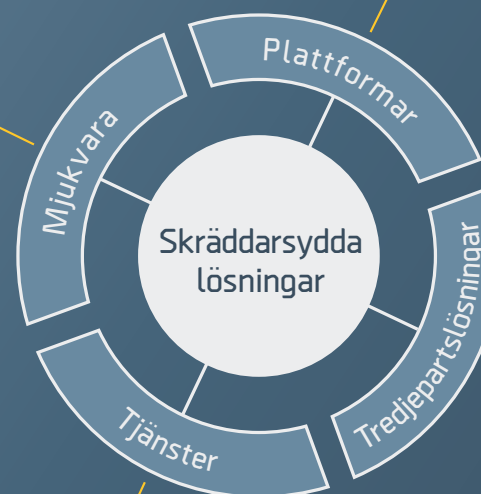 Plattformar
Mjukvara
Skräddarsydda
lösningar
Tredjepartslösningar
Tjänster